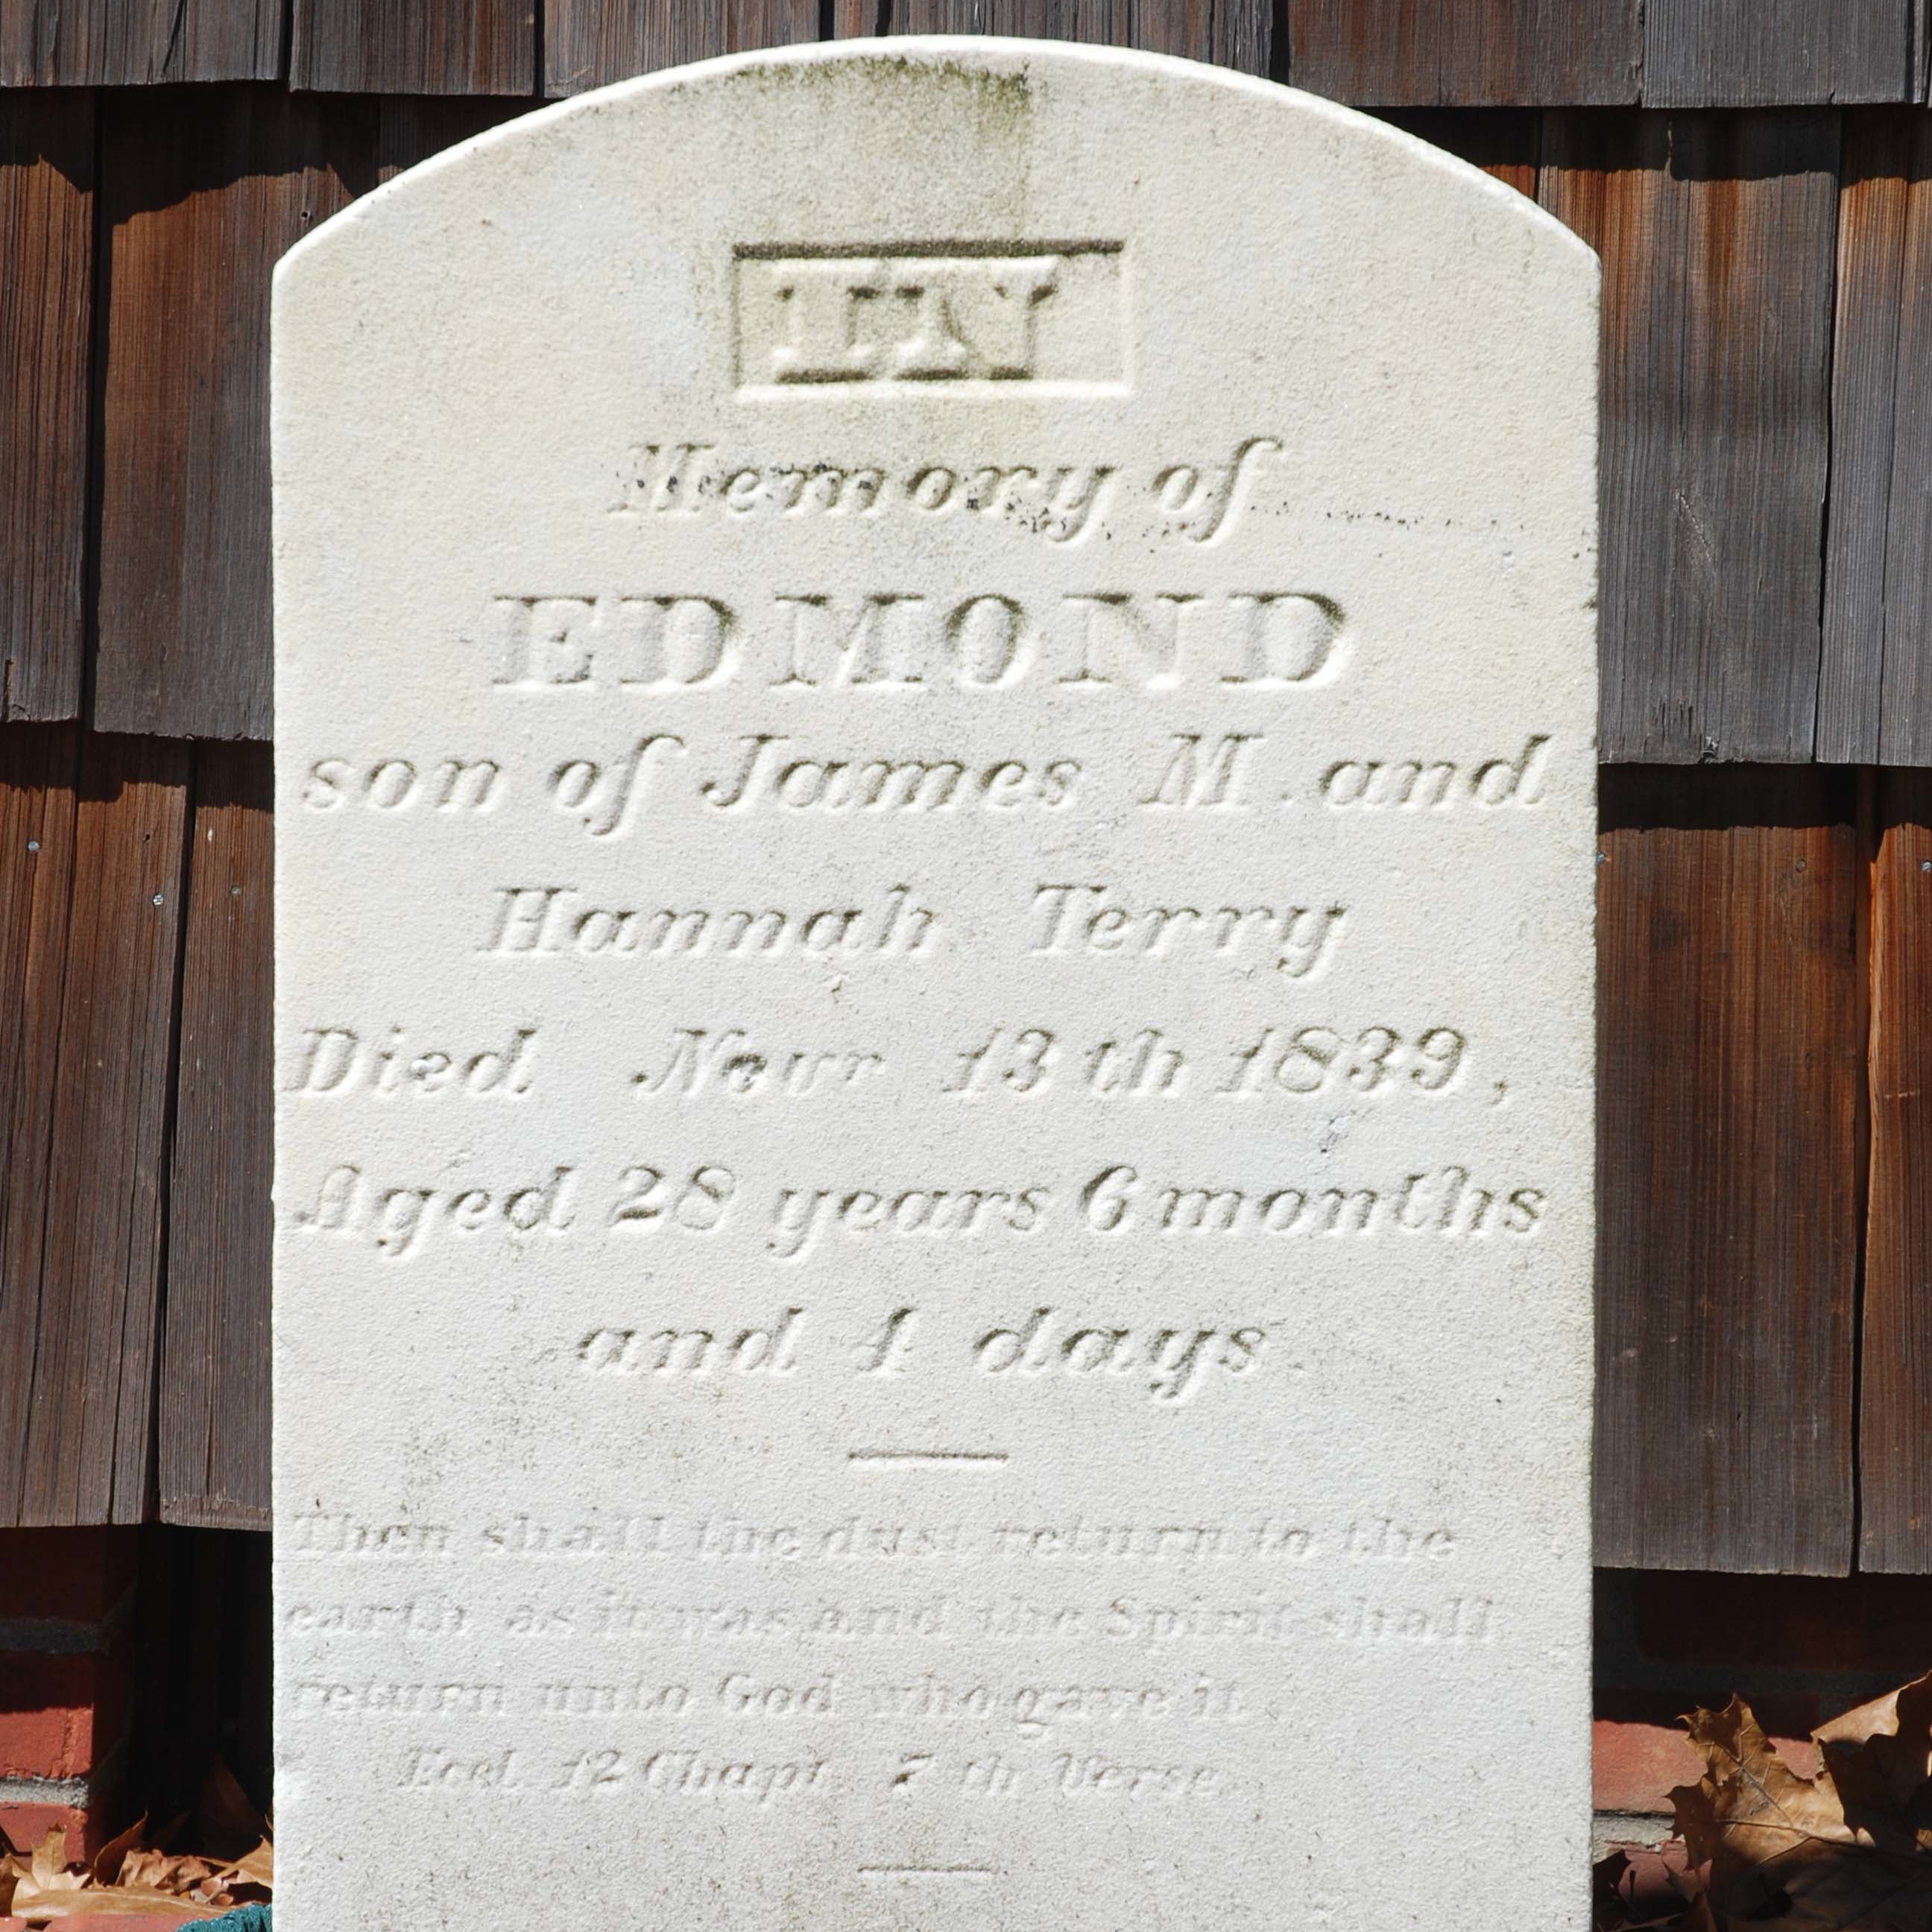 IN
Memory of
EDMOND
son of James M. and
Hannah Terry
Died Novr 13th 1839,
Aged 28 years 6 months
and 4 days.
Then shall the dust return to the
earth as it was and the Spirit shall
return unto God who gave it
Eccl. 12 Chapt 7th Verse